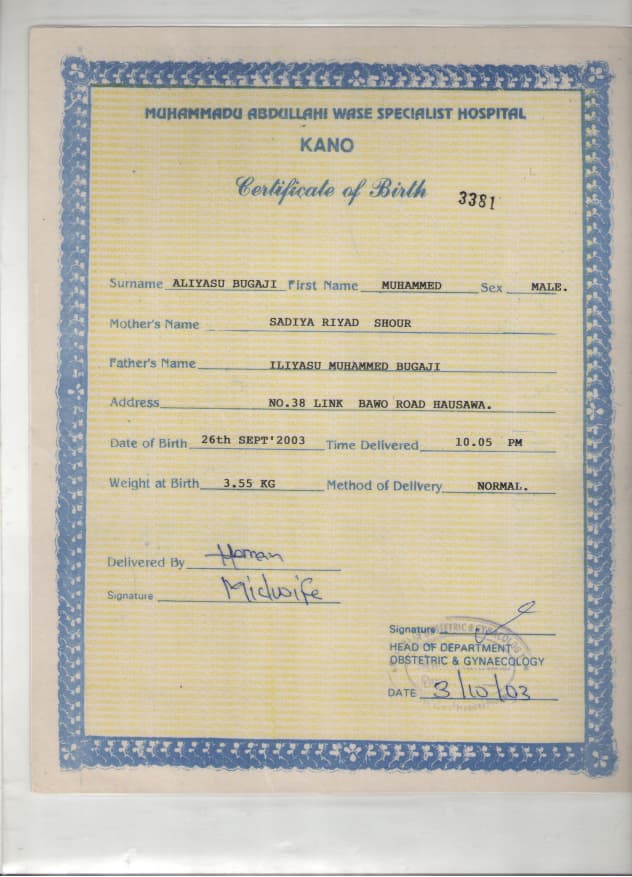 MUHAMMADU ABDULLAHI WASE SPECIALIST HOSPITAL
KANO
Certificate of Birth 3381
Surname ALIYASU BUGAJI First Name MUHAMMED Sex MALE.
Mother's Name SADIYA RIYAD SHOUR
Father's Name ILIYASU MUHAMMED BUGAJI
Address NO.38 LINK BAWO ROAD HAUSAWA.
Date of Birth 26th SEPT'2003 Time Delivered 10.05 PM
Weight at Birth 3.55 KG Method of Delivery NORMAL.
Delivered By
Signature Midwife
Signature
HEAD OF DEPARTMENT
OBSTETRIC & GYNAECOLOGY
DATE 3/10/03